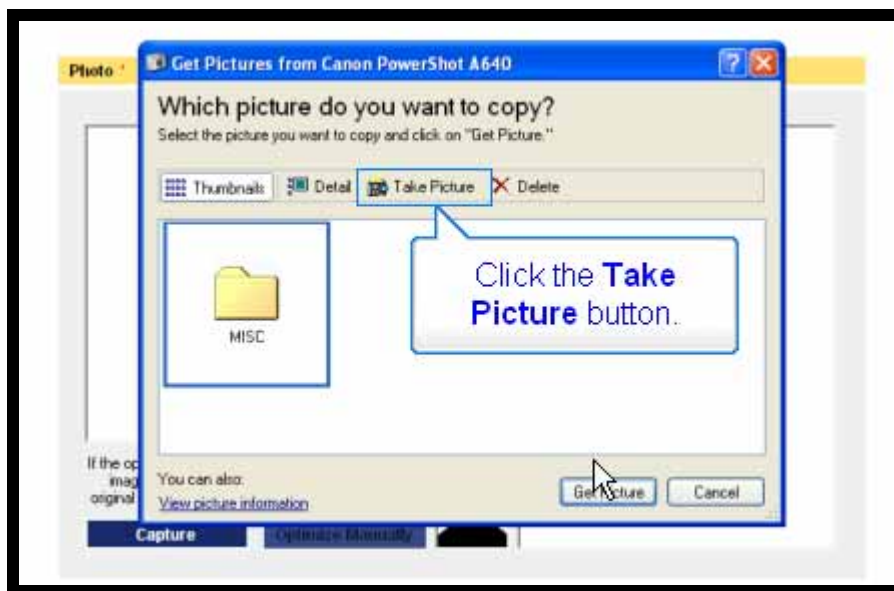 Photo *
Get Pictures from Canon PowerShot A640
Which picture do you want to copy?
Select the picture you want to copy and click on "Get Picture."
Thumbnails Detail Take Picture Delete
Click the Take
Picture button.
MISC
If the op
imag
original
You can also:
View picture information
Get Picture Cancel
Capture Optimize Manually